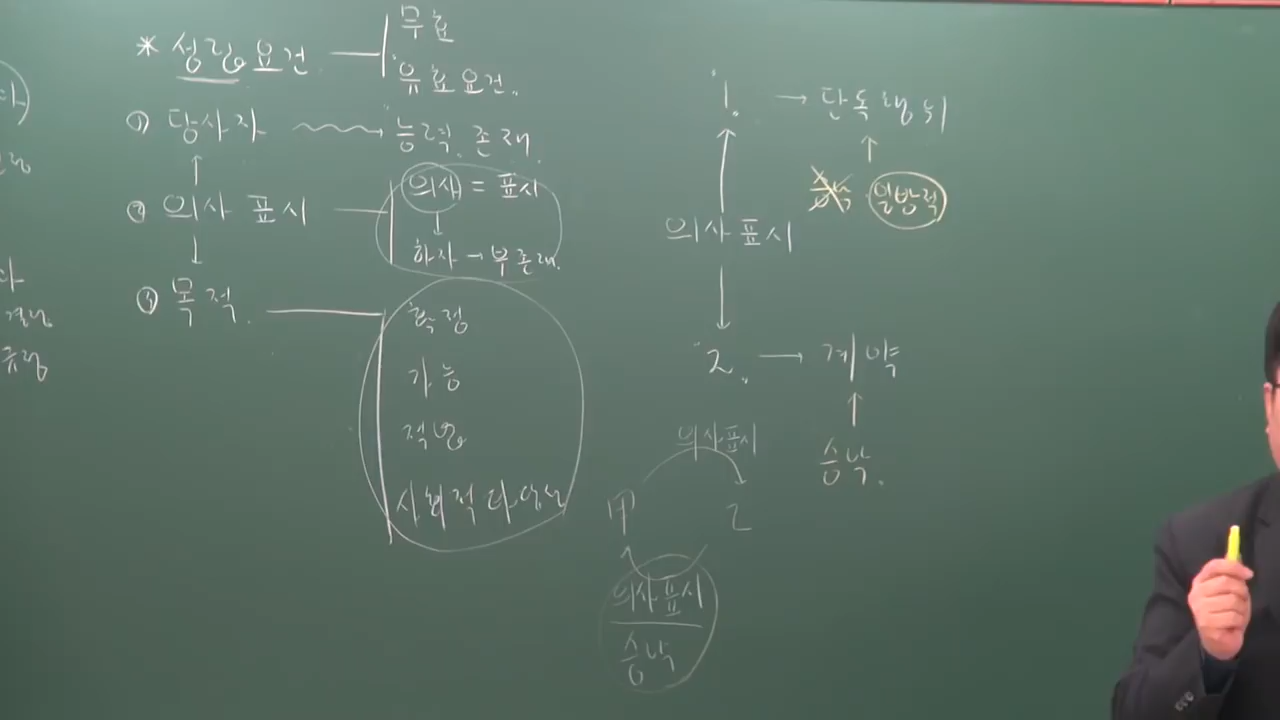 * 성립요건
무효
유효요건.
① 당사자
능력. 존재.
② 의사표시
의사 = 표시
하자 → 부존재.
③ 목적.
확정
가능
적법
사회적 타당성
1. → 단독행위
일방적
의사표시
2. → 계약
승낙.
의사표시
甲 乙
의사표시
승낙